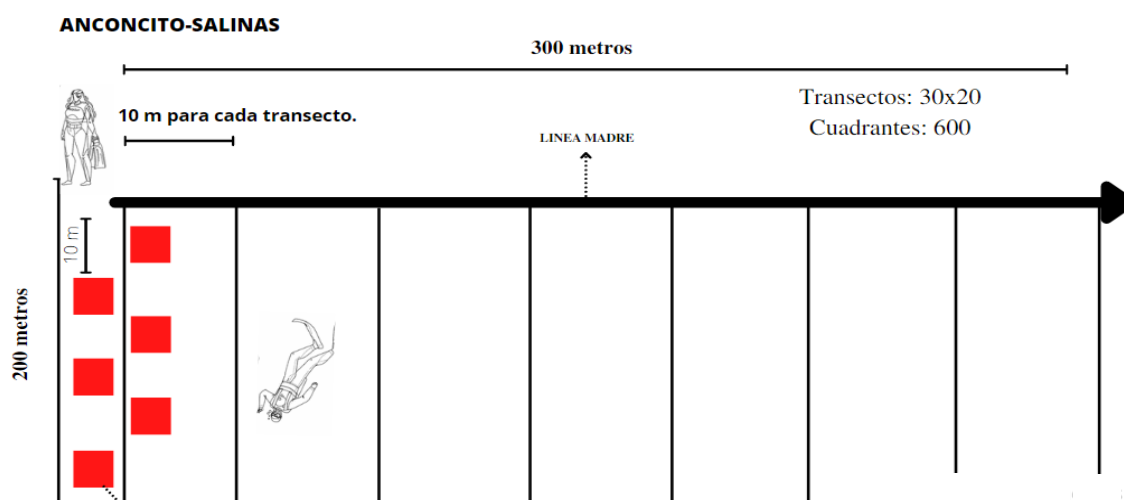 ANCONCITO-SALINAS
300 metros
10 m para cada transecto.
Transectos: 30x20
Cuadrantes: 600
LINEA MADRE
10 m
200 metros